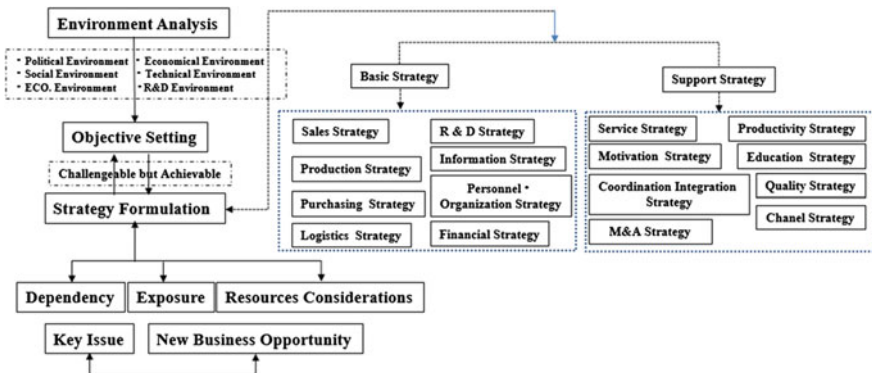 Environment Analysis
・Political Environment ・Economical Environment
・Social Environment ・Technical Environment
・ECO. Environment ・R&D Environment
Objective Setting
Challengeable but Achievable
Strategy Formulation
Dependency
Exposure
Resources Considerations
Key Issue
New Business Opportunity
Basic Strategy
Sales Strategy
R & D Strategy
Production Strategy
Information Strategy
Purchasing Strategy
Personnel・
Organization Strategy
Logistics Strategy
Financial Strategy
Support Strategy
Service Strategy
Productivity Strategy
Motivation Strategy
Education Strategy
Coordination Integration
Strategy
Quality Strategy
Chanel Strategy
M&A Strategy